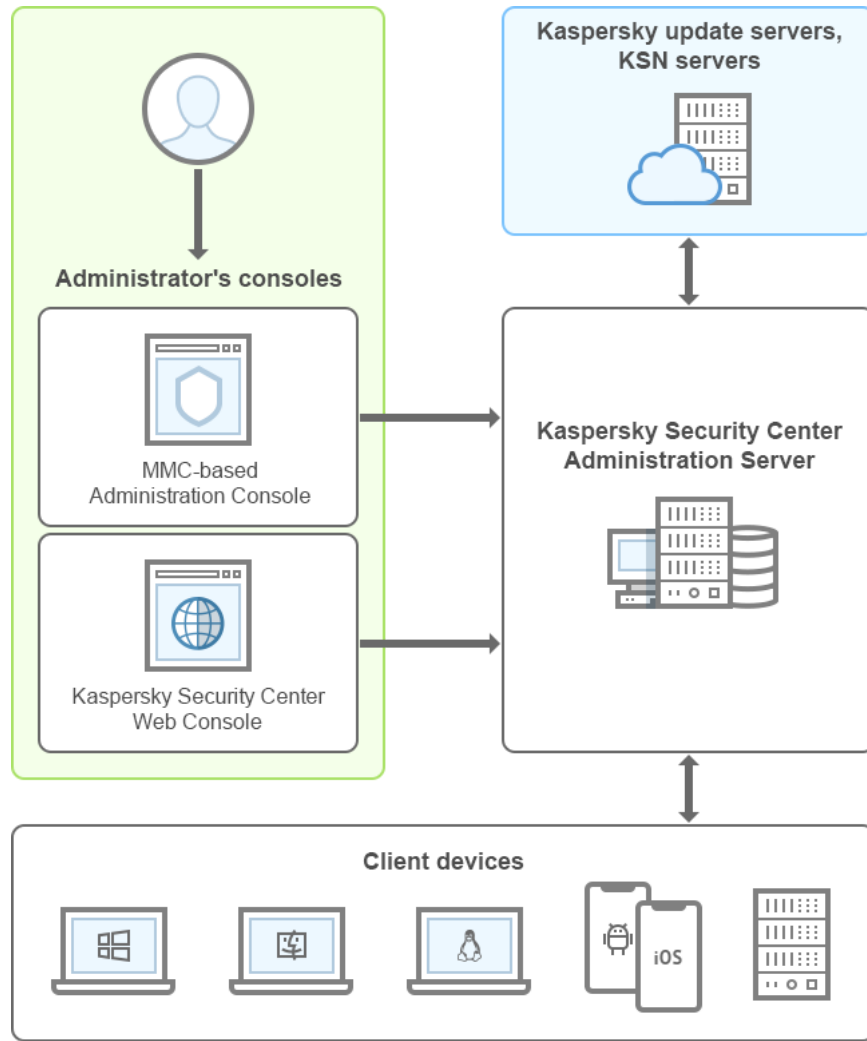 Kaspersky update servers,
KSN servers
Administrator's consoles
MMC-based
Administration Console
Kaspersky Security Center
Administration Server
Kaspersky Security Center
Web Console
Client devices
iOS